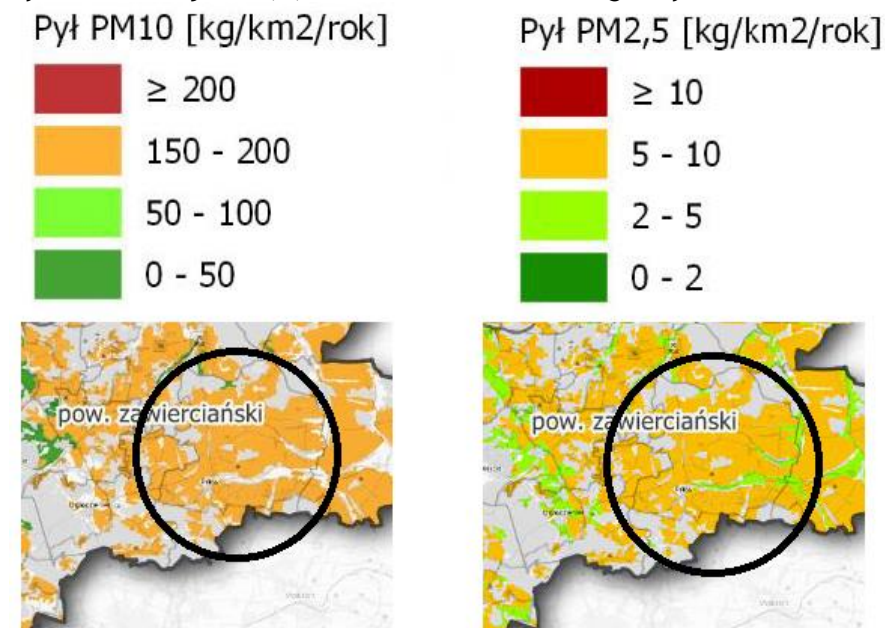 Pył PM10 [kg/km2/rok]
≥ 200
150 - 200
50 - 100
0 - 50
pow. zawierciański
Pył PM2,5 [kg/km2/rok]
≥ 10
5 - 10
2 - 5
0 - 2
pow. zawierciański